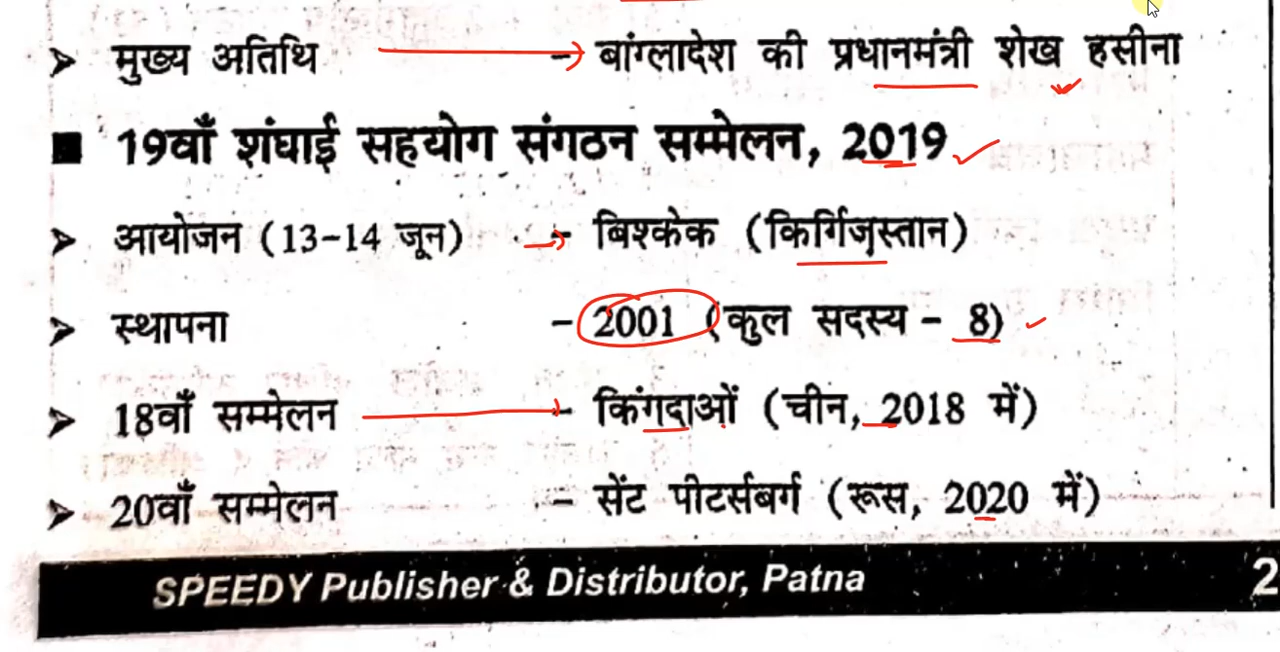 ➤ मुख्य अतिथि - बांग्लादेश की प्रधानमंत्री शेख हसीना
■ 19वाँ शंघाई सहयोग संगठन सम्मेलन, 2019
➤ आयोजन (13-14 जून) - बिश्केक (किर्गिज़स्तान)
➤ स्थापना - 2001 (कुल सदस्य - 8)
➤ 18वाँ सम्मेलन - किंगदाओं (चीन, 2018 में)
➤ 20वाँ सम्मेलन - सेंट पीटर्सबर्ग (रूस, 2020 में)
SPEEDY Publisher & Distributor, Patna 2